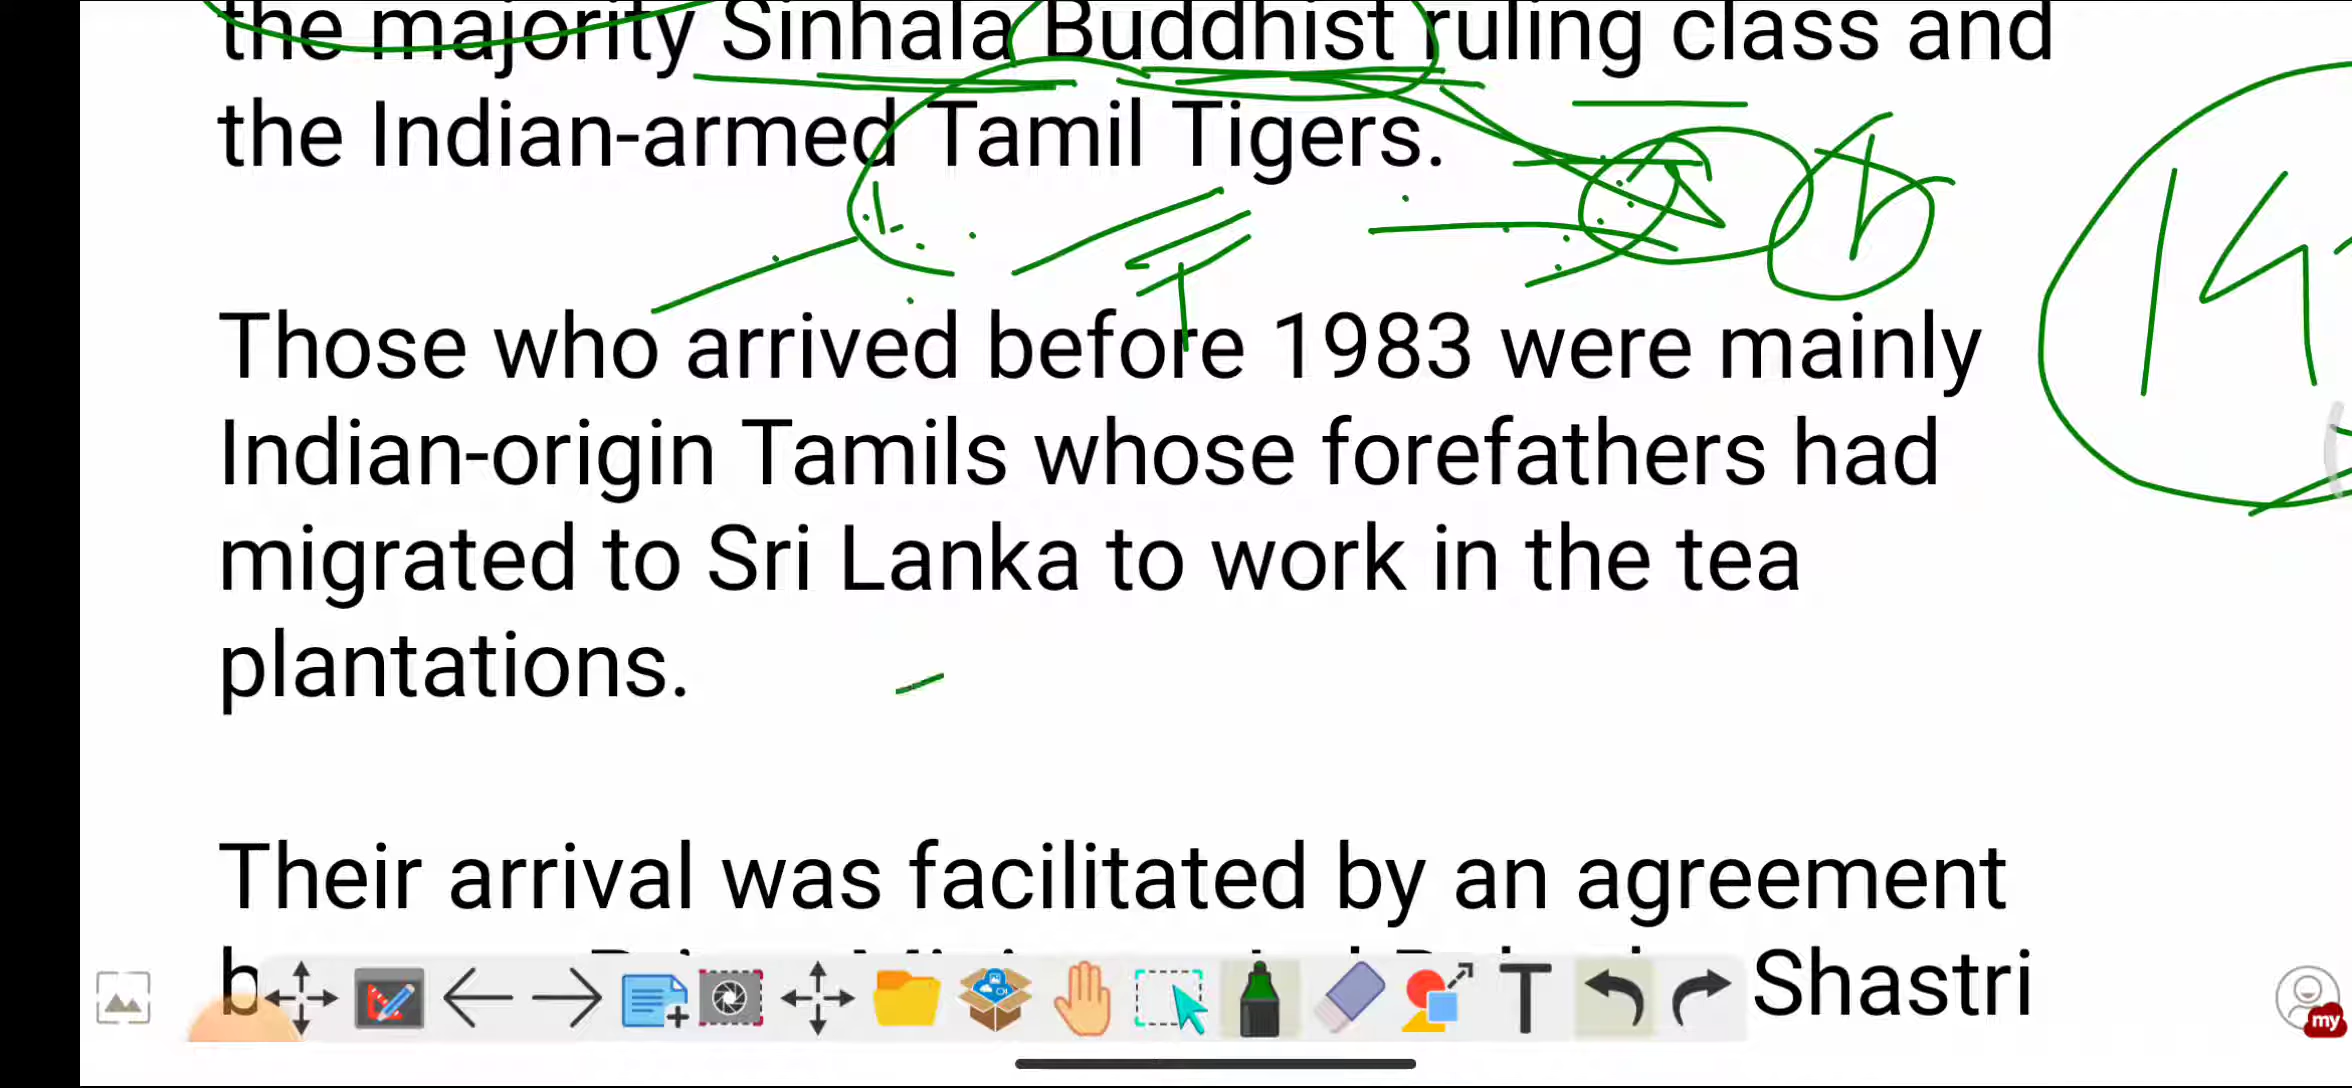 the majority Sinhala Buddhist ruling class and
the Indian-armed Tamil Tigers.
Those who arrived before 1983 were mainly
Indian-origin Tamils whose forefathers had
migrated to Sri Lanka to work in the tea
plantations.
Their arrival was facilitated by an agreement
Shastri
T
my